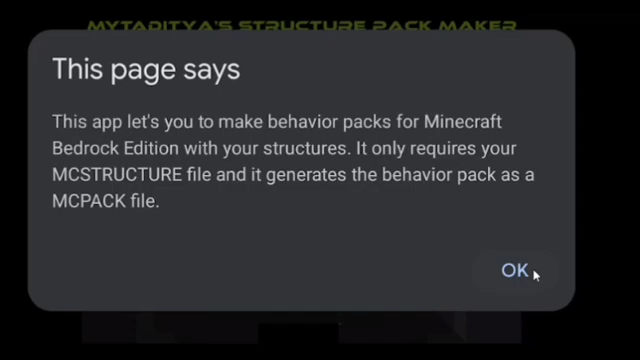 MYTADITYA'S STRUCTURE PACK MAKER
This page says
This app let's you to make behavior packs for Minecraft
Bedrock Edition with your structures. It only requires your
MCSTRUCTURE file and it generates the behavior pack as a
MCPACK file.
OK